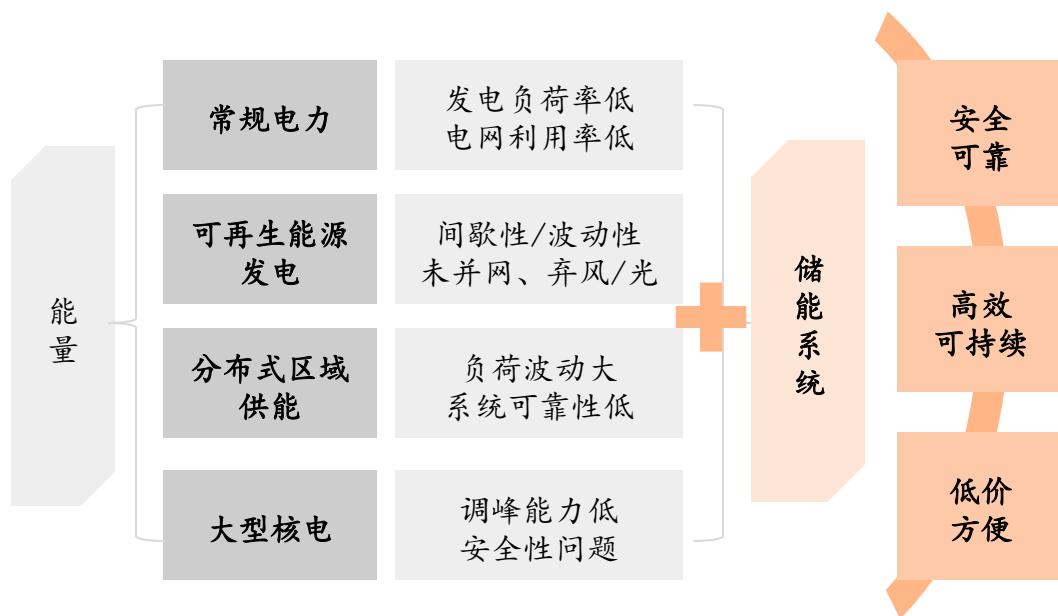 能
量
常规电力
发电负荷率低
电网利用率低
可再生能源
发电
间歇性/波动性
未并网、弃风/光
分布式区域
供能
负荷波动大
系统可靠性低
大型核电
调峰能力低
安全性问题
储
能
系
统
安全
可靠
高效
可持续
低价
方便